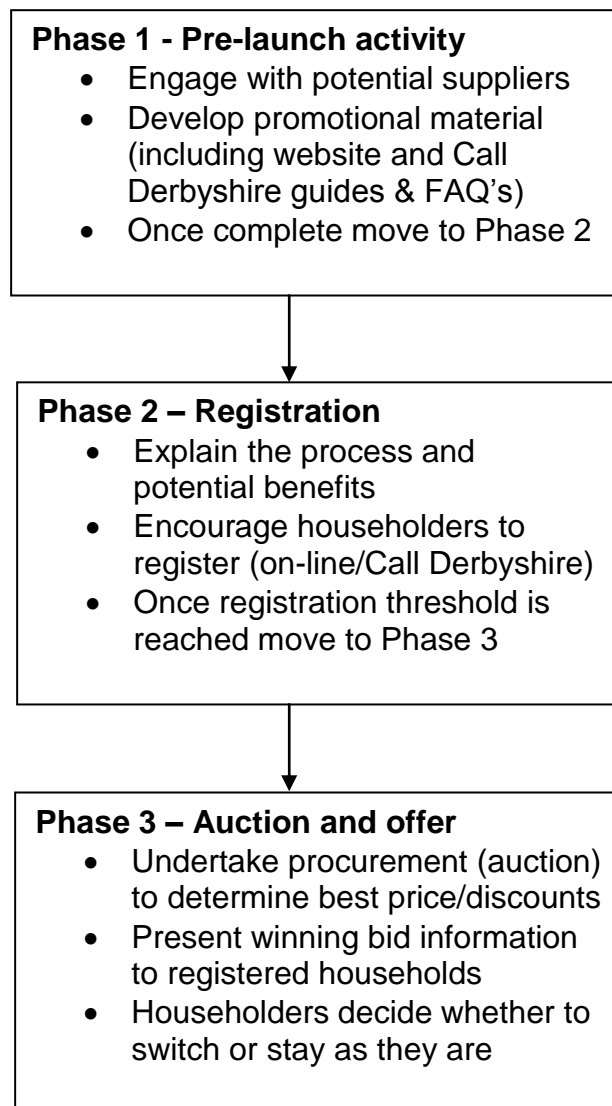 Phase 1 - Pre-launch activity
• Engage with potential suppliers
• Develop promotional material
(including website and Call
Derbyshire guides & FAQ’s)
• Once complete move to Phase 2
Phase 2 – Registration
• Explain the process and
potential benefits
• Encourage householders to
register (on-line/Call Derbyshire)
• Once registration threshold is
reached move to Phase 3
Phase 3 – Auction and offer
• Undertake procurement (auction)
to determine best price/discounts
• Present winning bid information
to registered households
• Householders decide whether to
switch or stay as they are